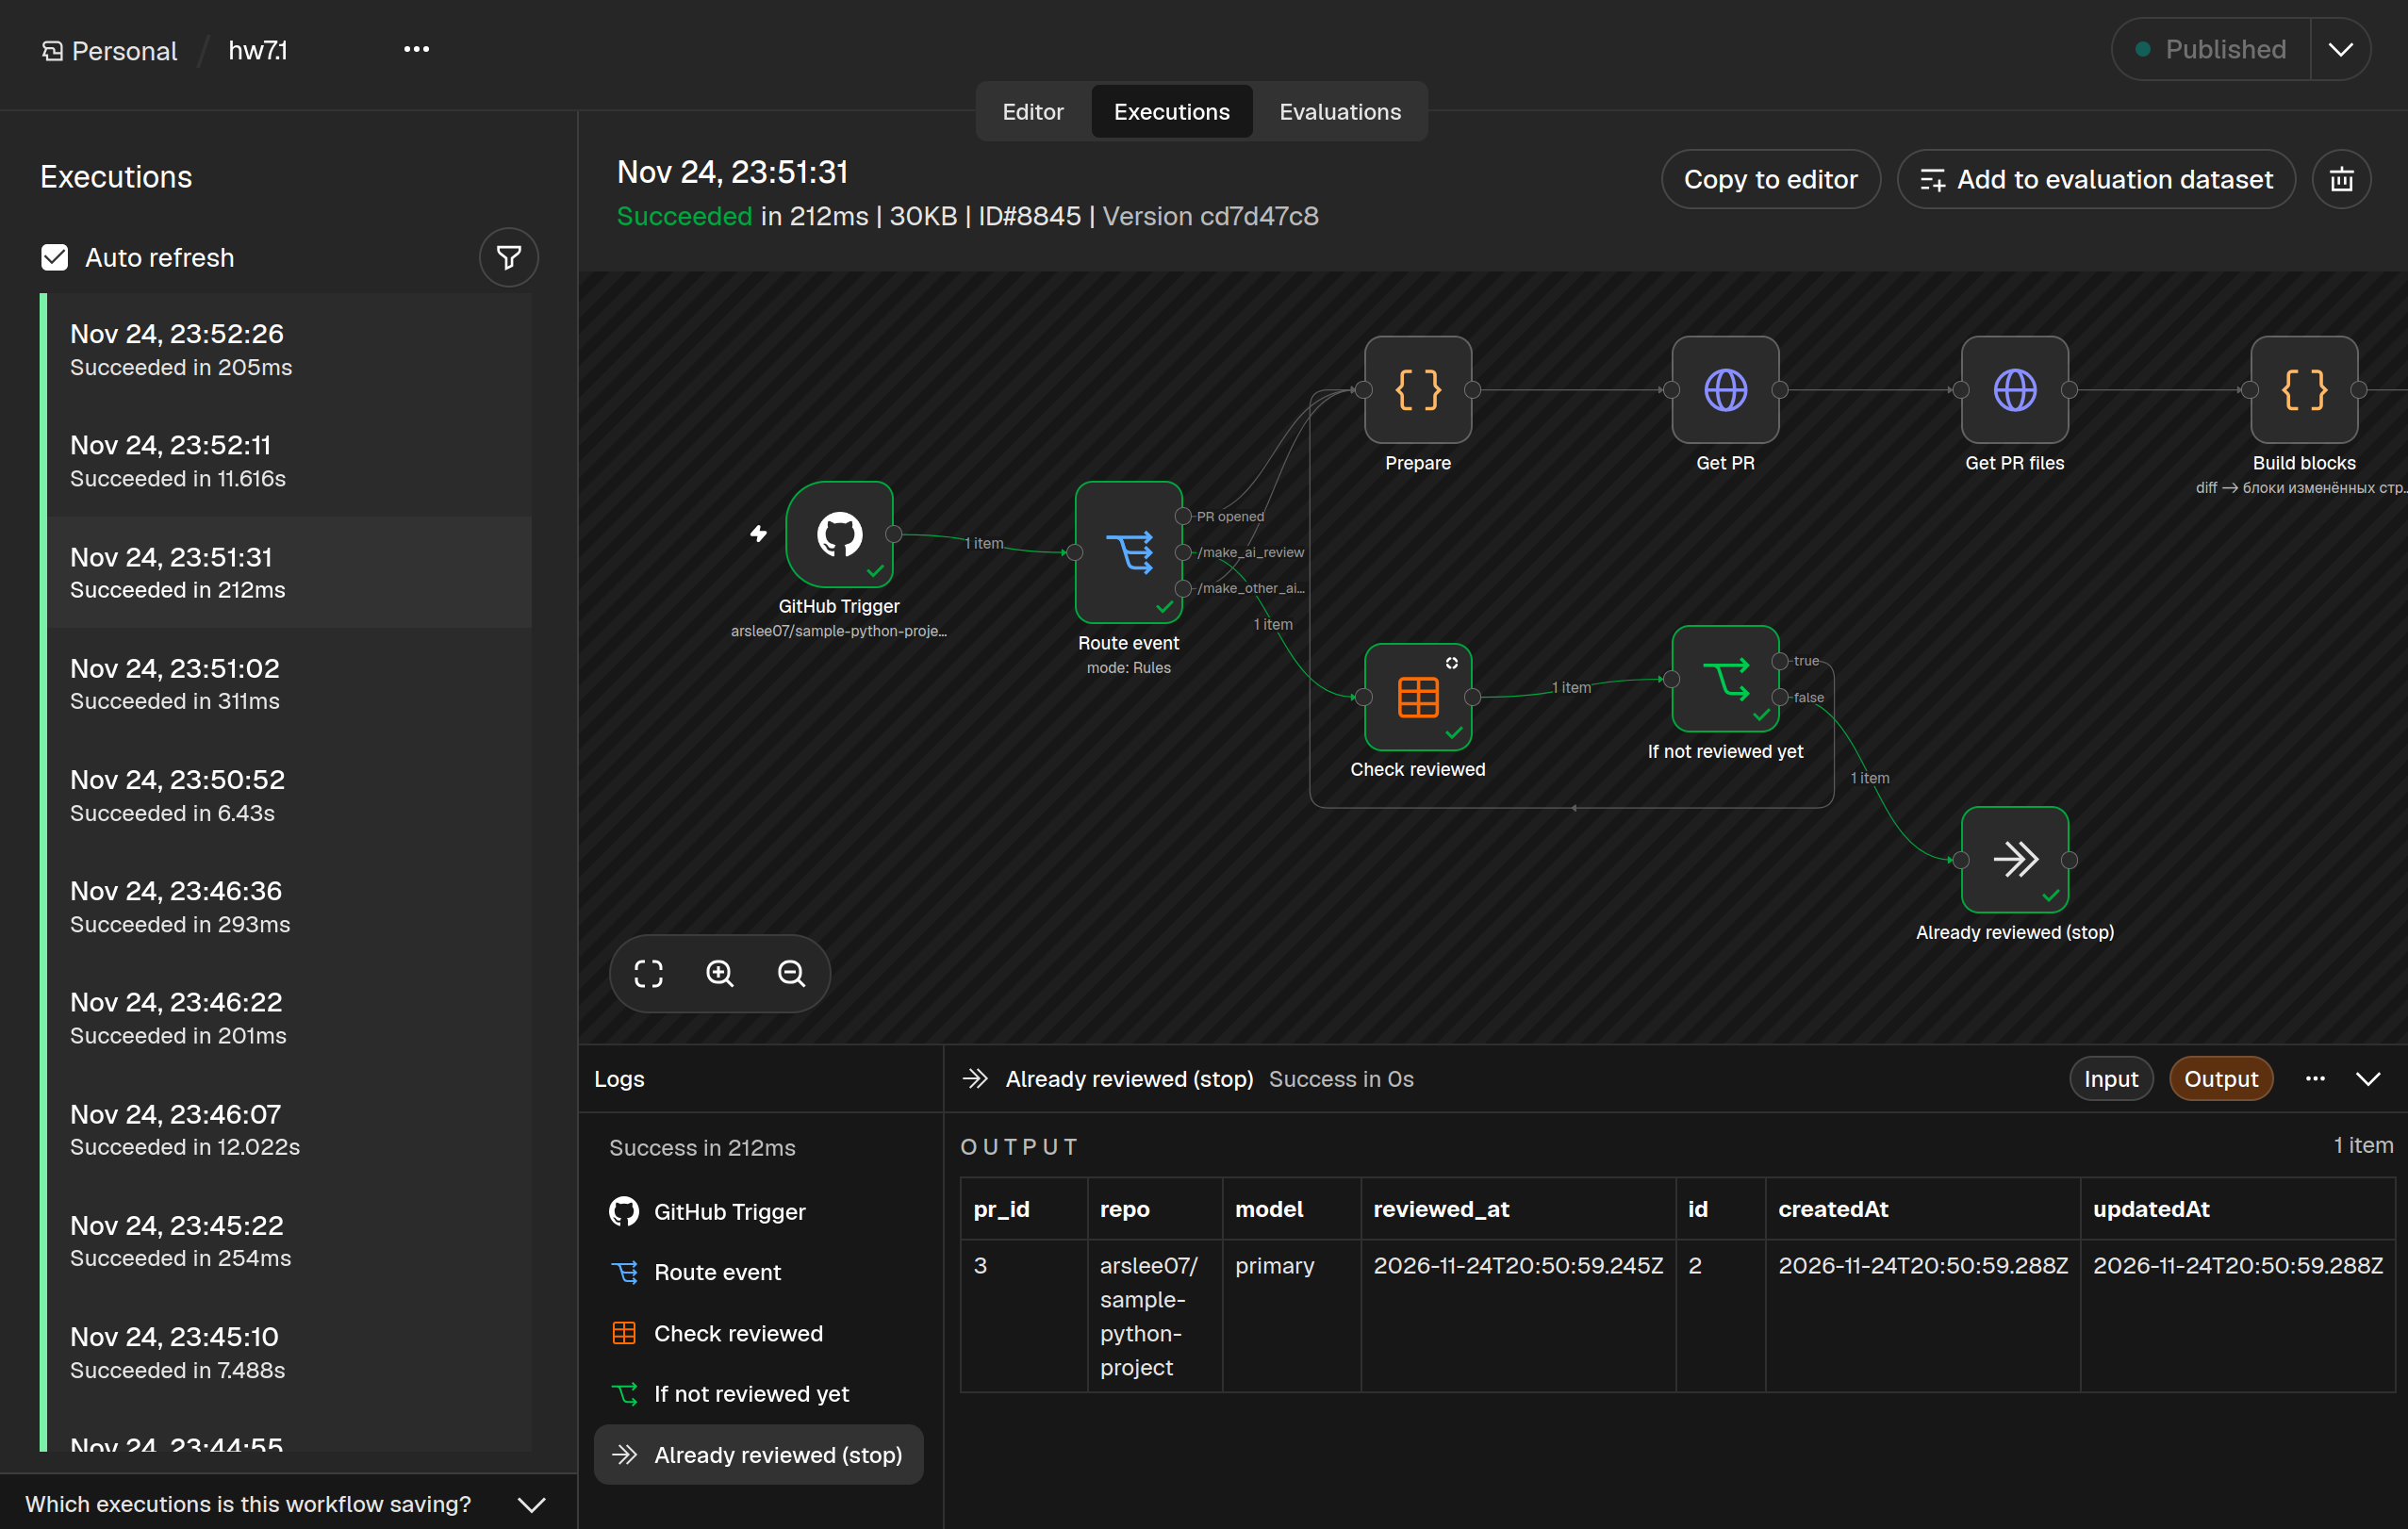 Personal / hw7.1
Published
Editor
Executions
Evaluations
Executions
Auto refresh
Nov 24, 23:52:26
Succeeded in 205ms
Nov 24, 23:52:11
Succeeded in 11.616s
Nov 24, 23:51:31
Succeeded in 212ms
Nov 24, 23:51:02
Succeeded in 311ms
Nov 24, 23:50:52
Succeeded in 6.43s
Nov 24, 23:46:36
Succeeded in 293ms
Nov 24, 23:46:22
Succeeded in 201ms
Nov 24, 23:46:07
Succeeded in 12.022s
Nov 24, 23:45:22
Succeeded in 254ms
Nov 24, 23:45:10
Succeeded in 7.488s
Nov 24, 23:44:55
Which executions is this workflow saving?
Nov 24, 23:51:31
Succeeded in 212ms | 30KB | ID#8845 | Version cd7d47c8
Copy to editor
Add to evaluation dataset
GitHub Trigger
arslee07/sample-python-proje...
1 item
Route event
mode: Rules
PR opened
/make_ai_review
/make_other_ai...
1 item
Prepare
Get PR
Get PR files
Build blocks
diff → блоки изменённых стр...
Check reviewed
1 item
If not reviewed yet
true
false
1 item
Already reviewed (stop)
Logs
Success in 212ms
GitHub Trigger
Route event
Check reviewed
If not reviewed yet
Already reviewed (stop)
Already reviewed (stop) Success in 0s
Input
Output
OUTPUT
1 item
pr_id repo model reviewed_at id createdAt updatedAt
3 arslee07/ primary 2026-11-24T20:50:59.245Z 2 2026-11-24T20:50:59.288Z 2026-11-24T20:50:59.288Z
sample-
python-
project